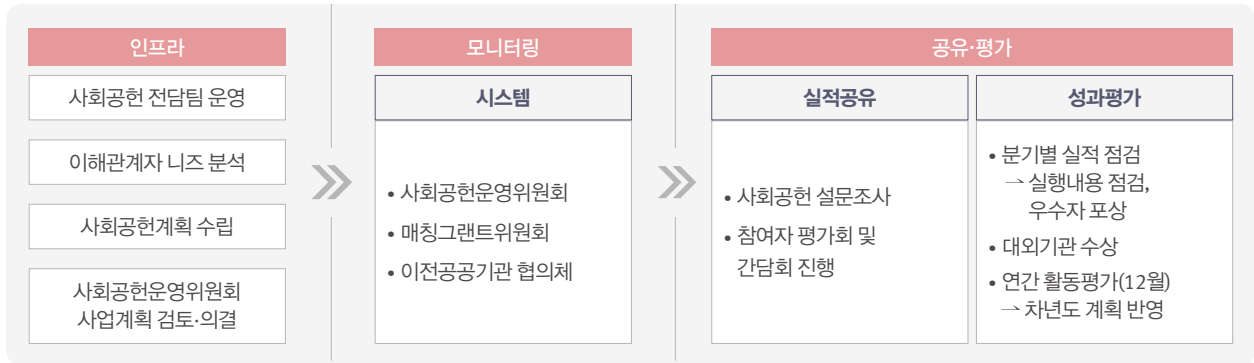 인프라
사회공헌 전담팀 운영
이해관계자 니즈 분석
사회공헌계획 수립
사회공헌운영위원회
사업계획 검토·의결
모니터링
시스템
• 사회공헌운영위원회
• 매칭그랜트위원회
• 이전공공기관 협의체
공유·평가
실적공유
• 사회공헌 설문조사
• 참여자 평가회 및
간담회 진행
성과평가
• 분기별 실적 점검
→ 실행내용 점검,
우수자 포상
• 대외기관 수상
• 연간 활동평가(12월)
→ 차년도 계획 반영